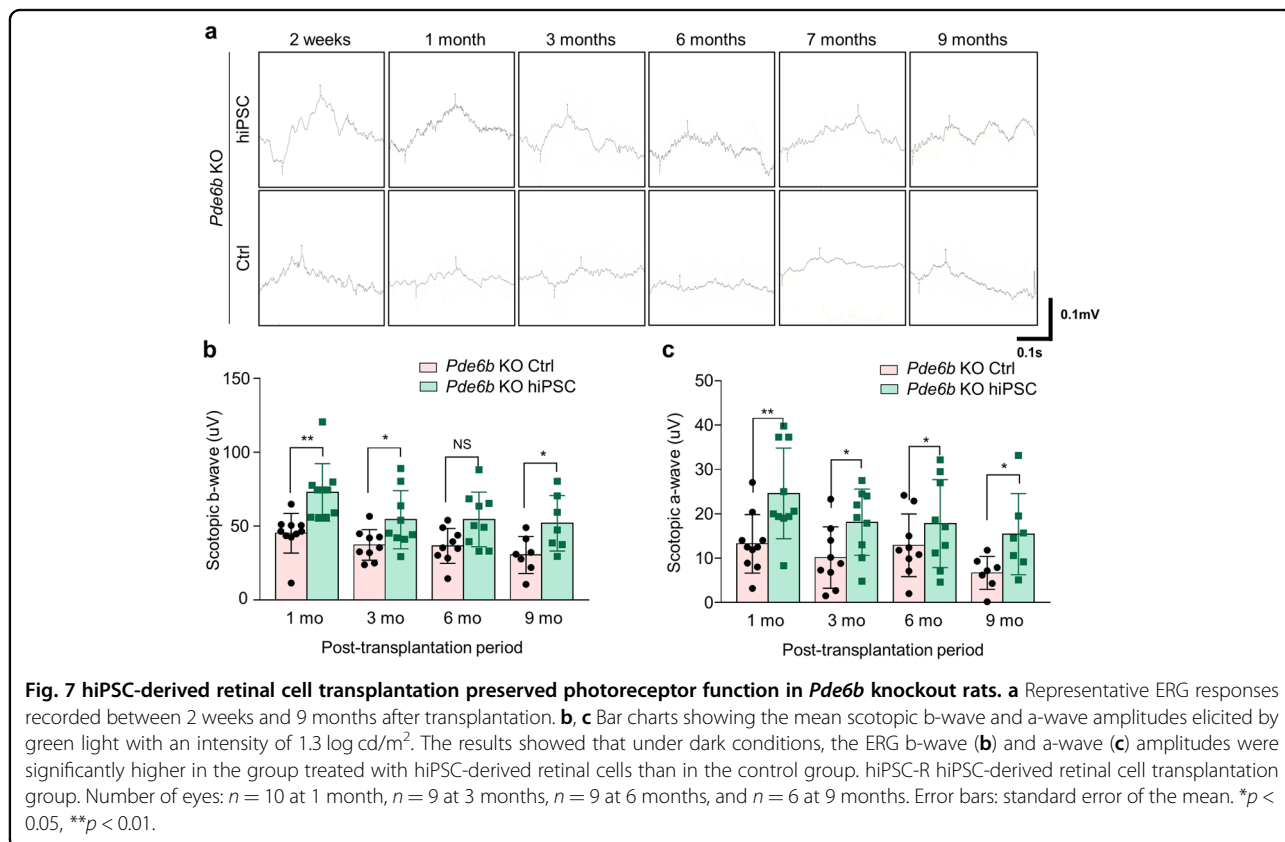 a
2 weeks 1 month 3 months 6 months 7 months 9 months
Pde6b KO
hiPSC
Ctrl
0.1mV
0.1s
b
Pde6b KO Ctrl
Pde6b KO hiPSC
Scotopic b-wave (uV)
150
100
50
0
** * NS *
1 mo 3 mo 6 mo 9 mo
Post-transplantation period
c
Pde6b KO Ctrl
Pde6b KO hiPSC
Scotopic a-wave (uV)
50
40
30
20
10
0
** * * *
1 mo 3 mo 6 mo 9 mo
Post-transplantation period
Fig. 7 hiPSC-derived retinal cell transplantation preserved photoreceptor function in Pde6b knockout rats. a Representative ERG responses
recorded between 2 weeks and 9 months after transplantation. b, c Bar charts showing the mean scotopic b-wave and a-wave amplitudes elicited by
green light with an intensity of 1.3 log cd/m². The results showed that under dark conditions, the ERG b-wave (b) and a-wave (c) amplitudes were
significantly higher in the group treated with hiPSC-derived retinal cells than in the control group. hiPSC-R hiPSC-derived retinal cell transplantation
group. Number of eyes: n = 10 at 1 month, n = 9 at 3 months, n = 9 at 6 months, and n = 6 at 9 months. Error bars: standard error of the mean. *p <
0.05, **p < 0.01.